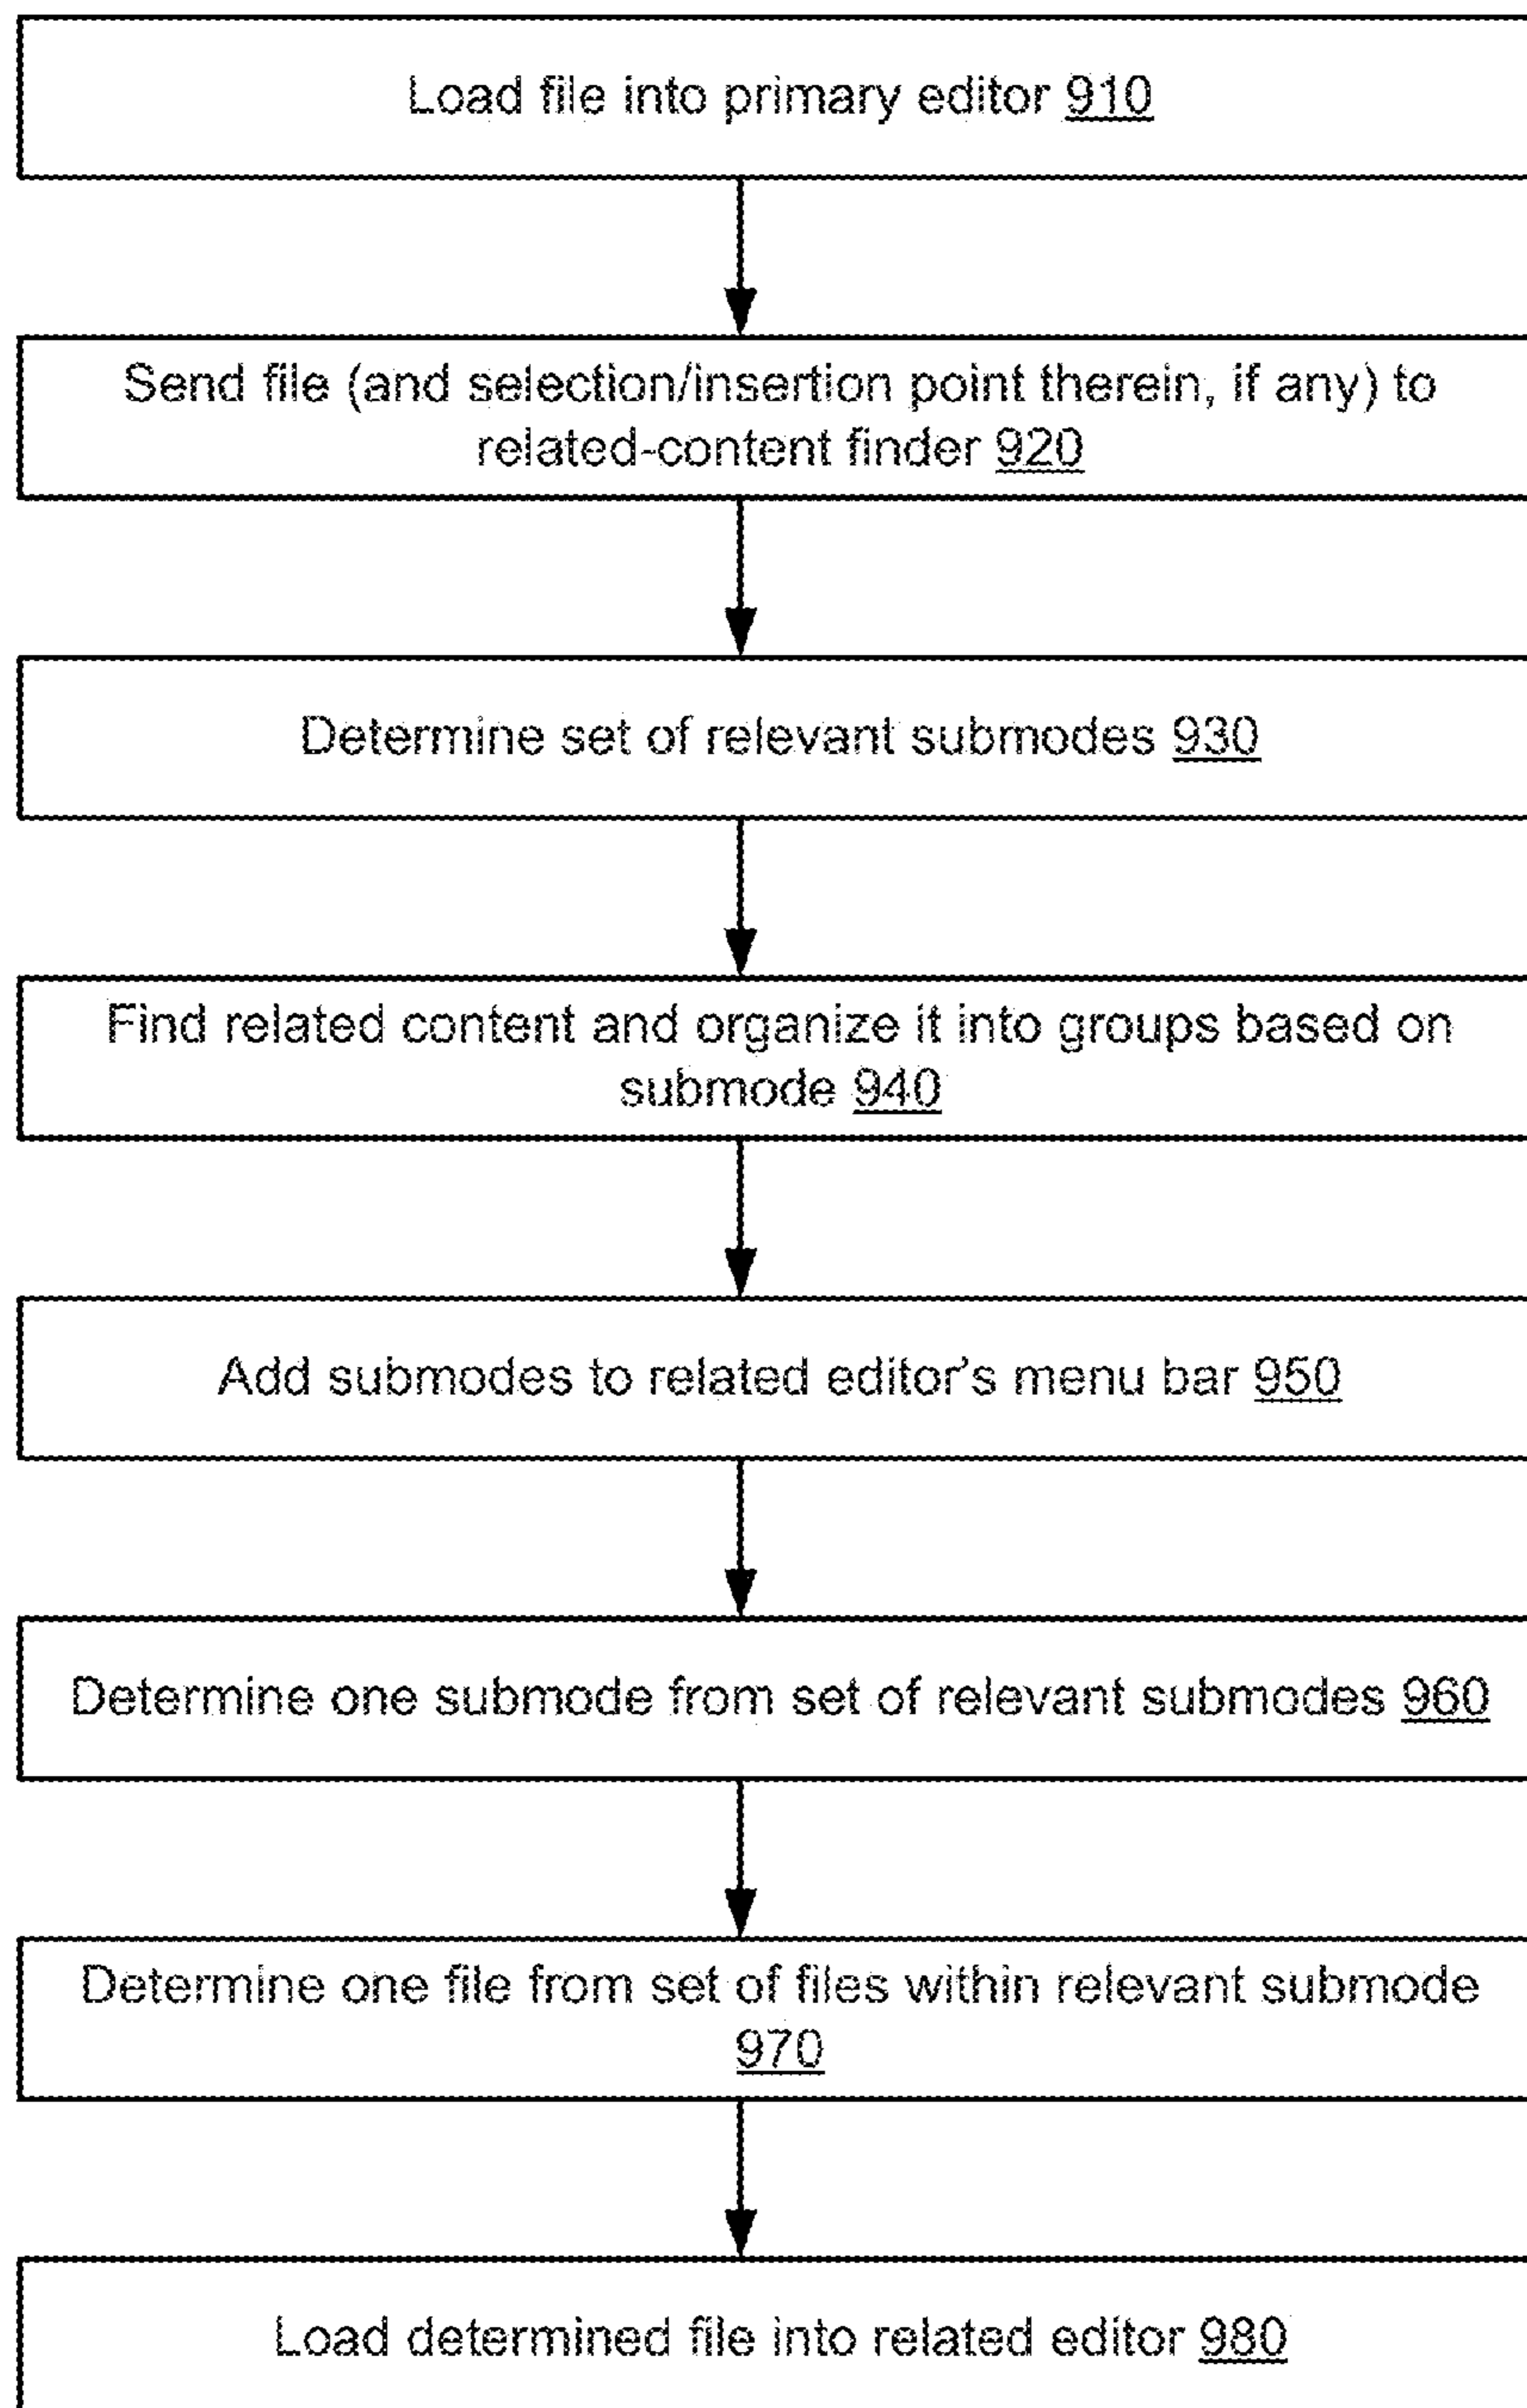 Load file into primary editor 910
Send file (and selection/insertion point therein, if any) to
related-content finder 920
Determine set of relevant submodes 930
Find related content and organize it into groups based on
submode 940
Add submodes to related editor's menu bar 950
Determine one submode from set of relevant submodes 960
Determine one file from set of files within relevant submode
970
Load determined file into related editor 980